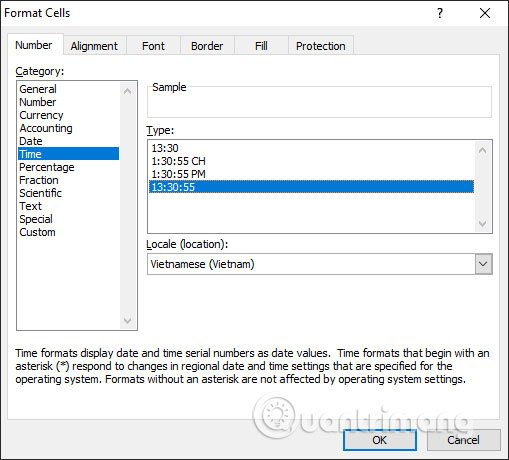 Format Cells
Number Alignment Font Border Fill Protection
Category:
General
Number
Currency
Accounting
Date
Time
Percentage
Fraction
Scientific
Text
Special
Custom
Sample
Type:
13:30
1:30:55 CH
1:30:55 PM
13:30:55
Locale (location):
Vietnamese (Vietnam)
Time formats display date and time serial numbers as date values. Time formats that begin with an
asterisk (*) respond to changes in regional date and time settings that are specified for the
operating system. Formats without an asterisk are not affected by operating system settings.
Quantrimang
OK Cancel